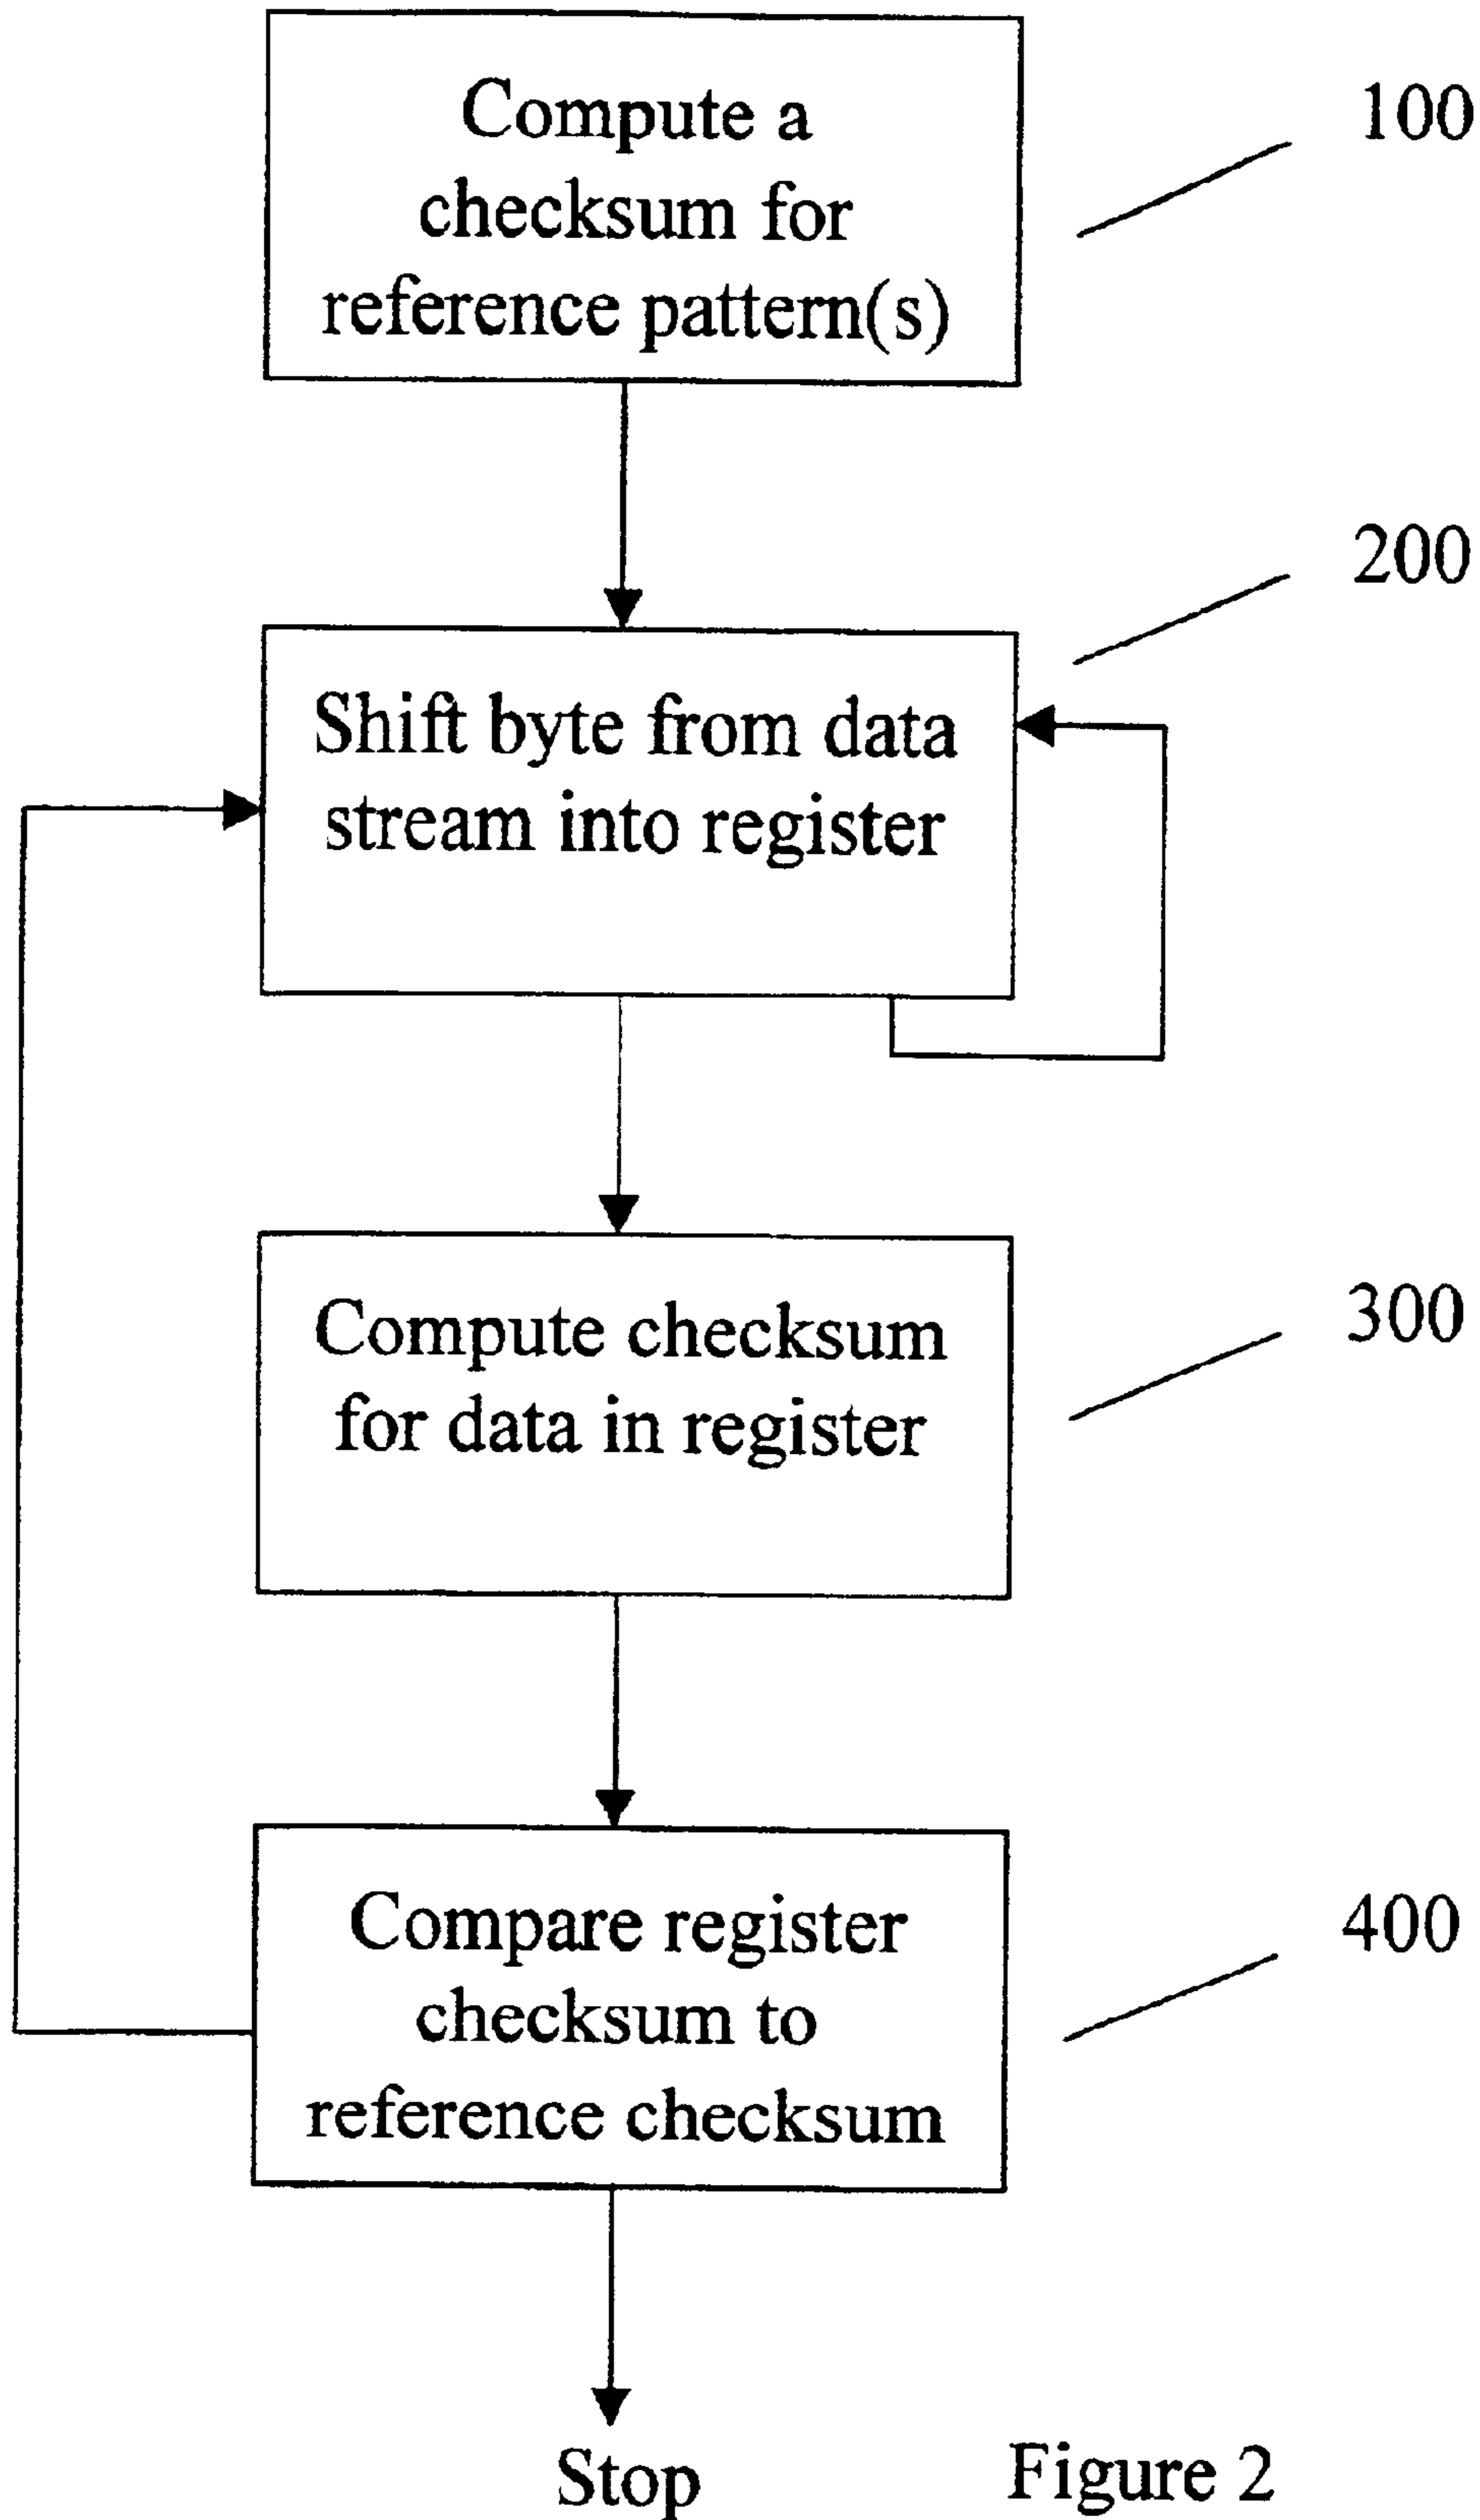 Compute a
checksum for
reference pattern(s)
100
200
Shift byte from data
stream into register
Compute checksum
for data in register
300
Compare register
checksum to
reference checksum
400
Stop
Figure 2